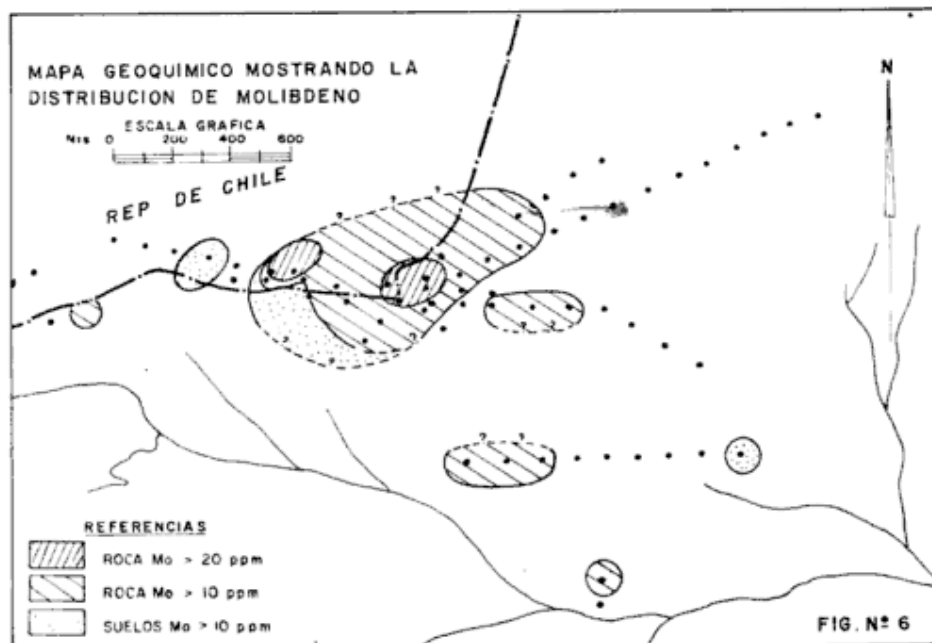 MAPA GEOQUIMICO MOSTRANDO LA
DISTRIBUCION DE MOLIBDENO
ESCALA GRAFICA
Mts 0 200 400 600
N
REP DE CHILE
? ?
?
? ?
? ?
?
? ?
REFERENCIAS
ROCA Mo > 20 ppm
ROCA Mo > 10 ppm
SUELOS Mo > 10 ppm
FIG. Nº 6